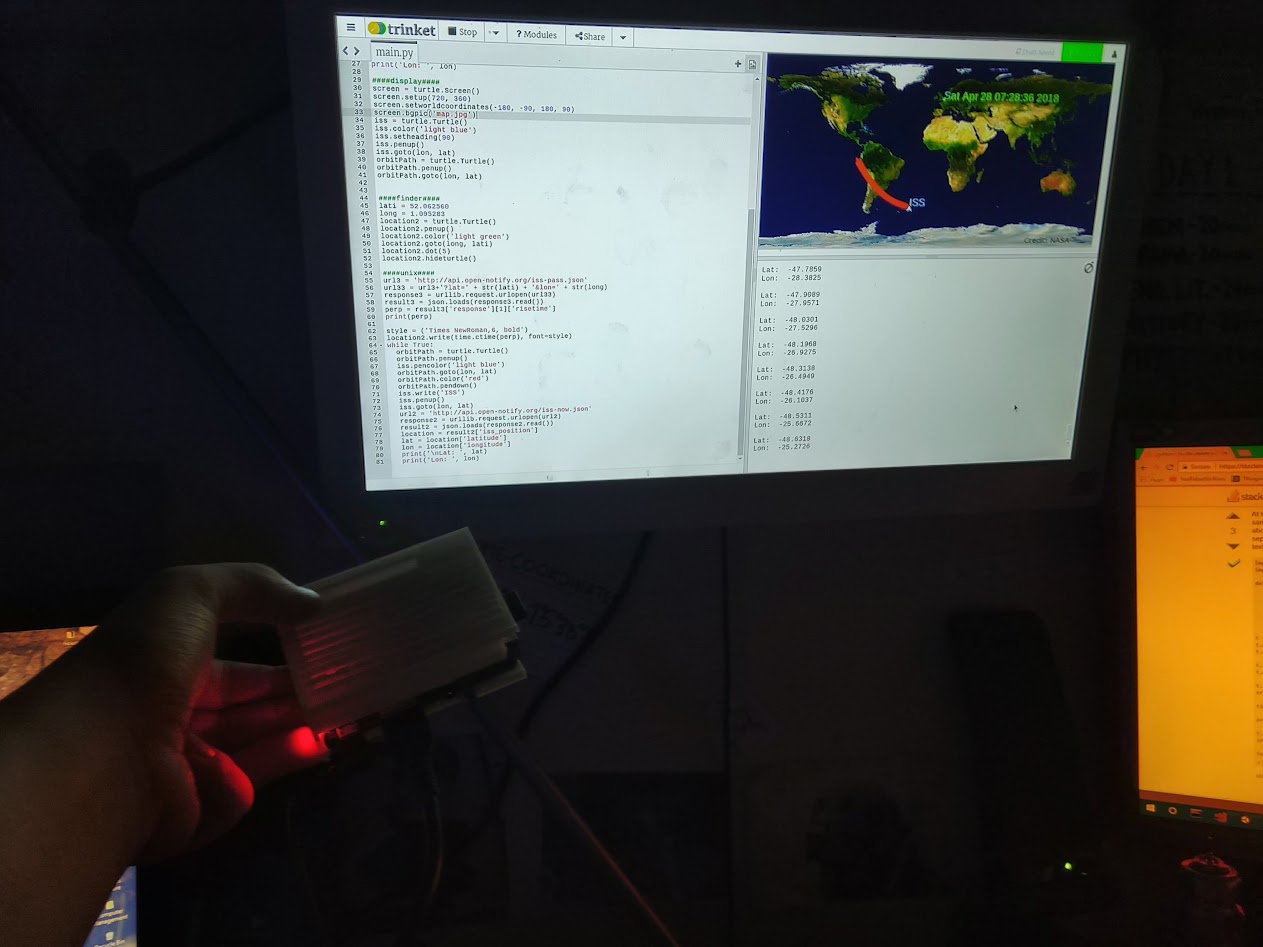 trinket
Stop
? Modules
Share
main.py
27 print('Lon: ', lon)
28
29 ####display####
30 screen = turtle.Screen()
31 screen.setup(720, 360)
32 screen.setworldcoordinates(-180, -90, 180, 90)
33 screen.bgpic('map.jpg')
34 iss = turtle.Turtle()
35 iss.color('light blue')
36 iss.setheading(90)
37 iss.penup()
38 iss.goto(lon, lat)
39 orbitPath = turtle.Turtle()
40 orbitPath.penup()
41 orbitPath.goto(lon, lat)
42
43
44 ####finder####
45 lati = 52.062560
46 long = 1.095283
47 location2 = turtle.Turtle()
48 location2.penup()
49 location2.color('light green')
50 location2.goto(long, lati)
51 location2.dot(5)
52 location2.hideturtle()
53
54 ####unix####
55 url3 = 'http://api.open-notify.org/iss-pass.json'
56 url33 = url3+'?lat=' + str(lati) + '&lon=' + str(long)
57 response3 = urllib.request.urlopen(url33)
58 result3 = json.loads(response3.read())
59 perp = result3['response'][1]['risetime']
60 print(perp)
61
62 style = ('Times NewRoman,6, bold')
63 location2.write(time.ctime(perp), font=style)
64 while True:
65 orbitPath = turtle.Turtle()
66 orbitPath.penup()
67 iss.pencolor('light blue')
68 orbitPath.goto(lon, lat)
69 orbitPath.color('red')
70 orbitPath.pendown()
71 iss.write('ISS')
72 iss.penup()
73 iss.goto(lon, lat)
74 url2 = 'http://api.open-notify.org/iss-now.json'
75 response2 = urllib.request.urlopen(url2)
76 result2 = json.loads(response2.read())
77 location = result2['iss_position']
78 lat = location['latitude']
79 lon = location['longitude']
80 print('\nLat: ', lat)
81 print('Lon: ', lon)
Sat Apr 28 07:28:36 2018
ISS
Credit: NASA
Lat: -47.7859
Lon: -28.3825
Lat: -47.9089
Lon: -27.9571
Lat: -48.0301
Lon: -27.5296
Lat: -48.1968
Lon: -26.9275
Lat: -48.3138
Lon: -26.4949
Lat: -48.4176
Lon: -26.1037
Lat: -48.5311
Lon: -25.6672
Lat: -48.6318
Lon: -25.2726
Secure
https://stack
Apps
stack
3